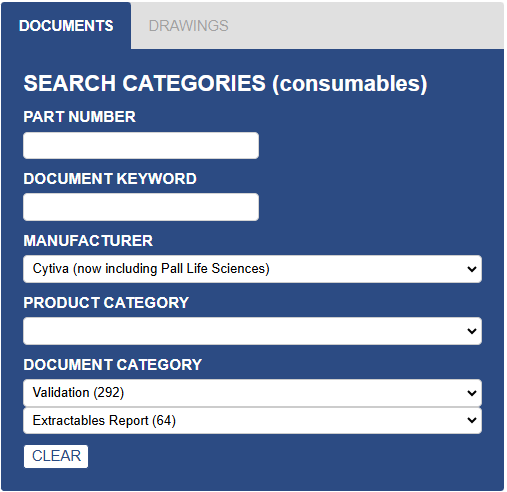 DOCUMENTS DRAWINGS
SEARCH CATEGORIES (consumables)
PART NUMBER
DOCUMENT KEYWORD
MANUFACTURER
Cytiva (now including Pall Life Sciences)
PRODUCT CATEGORY
DOCUMENT CATEGORY
Validation (292)
Extractables Report (64)
CLEAR